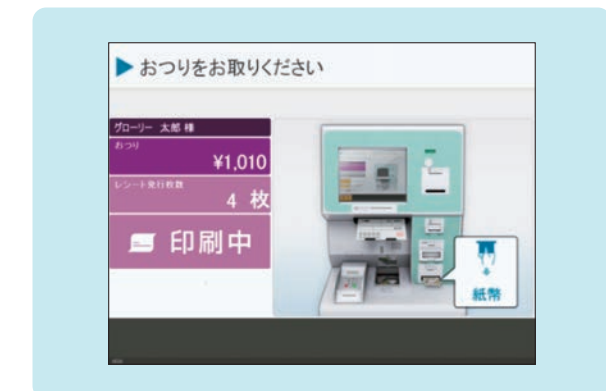 おつりをお取りください
グローリー 太郎 様
おつり
¥1,010
レシート発行枚数
4 枚
印刷中
紙幣